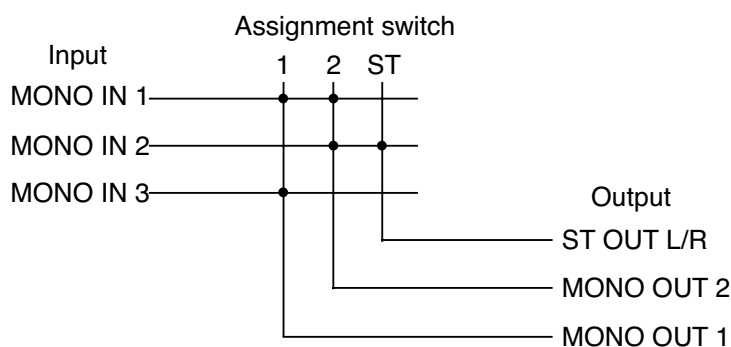 Assignment switch
Input
1 2 ST
MONO IN 1
MONO IN 2
MONO IN 3
Output
ST OUT L/R
MONO OUT 2
MONO OUT 1